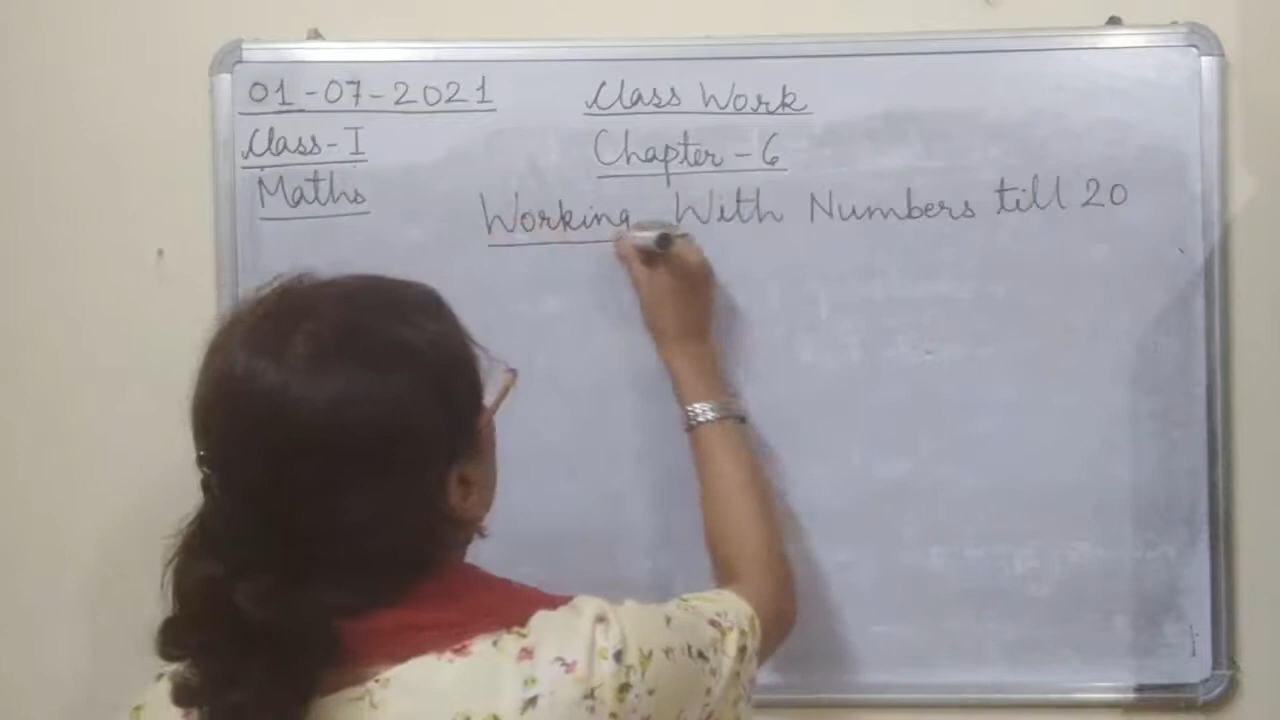 01-07-2021 Class Work
Class-I Chapter-6
Maths
Working With Numbers till 20